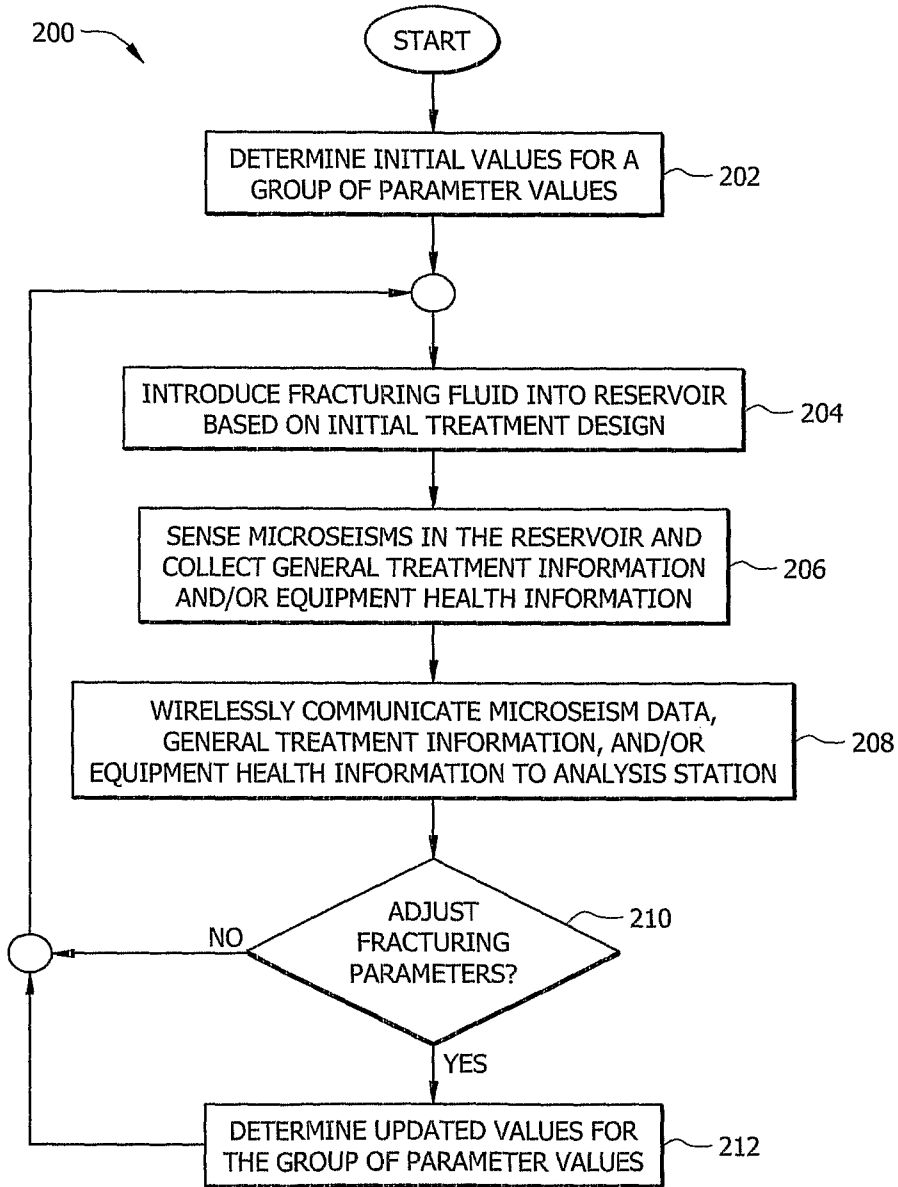 200
START
DETERMINE INITIAL VALUES FOR A
GROUP OF PARAMETER VALUES
202
INTRODUCE FRACTURING FLUID INTO RESERVOIR
BASED ON INITIAL TREATMENT DESIGN
204
SENSE MICROSEISMS IN THE RESERVOIR AND
COLLECT GENERAL TREATMENT INFORMATION
AND/OR EQUIPMENT HEALTH INFORMATION
206
WIRELESSLY COMMUNICATE MICROSEISM DATA,
GENERAL TREATMENT INFORMATION, AND/OR
EQUIPMENT HEALTH INFORMATION TO ANALYSIS STATION
208
ADJUST
FRACTURING
PARAMETERS?
210
NO
YES
DETERMINE UPDATED VALUES FOR
THE GROUP OF PARAMETER VALUES
212